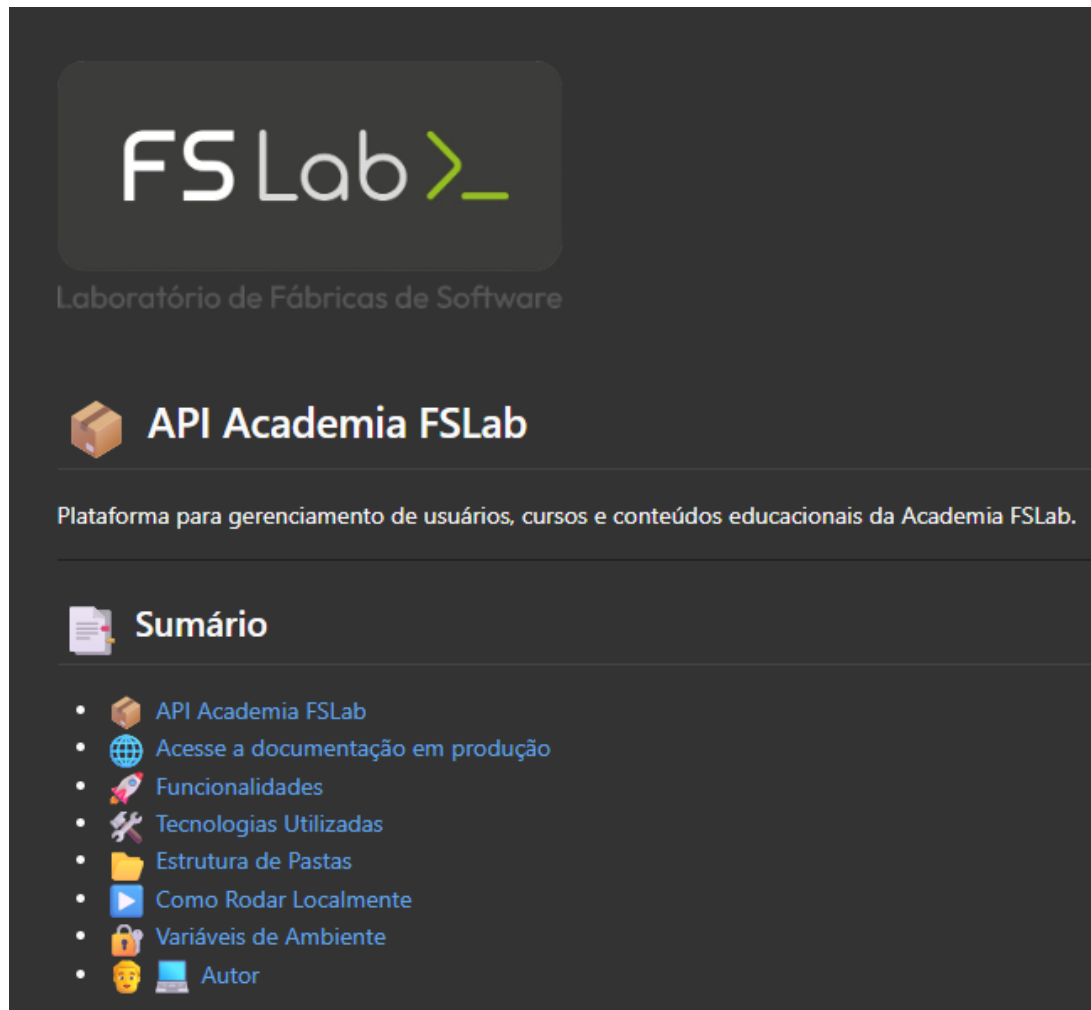 FSLab>_
Laboratório de Fábricas de Software
API Academia FSLab
Plataforma para gerenciamento de usuários, cursos e conteúdos educacionais da Academia FSLab.
Sumário
API Academia FSLab
Acesse a documentação em produção
Funcionalidades
Tecnologias Utilizadas
Estrutura de Pastas
Como Rodar Localmente
Variáveis de Ambiente
Autor